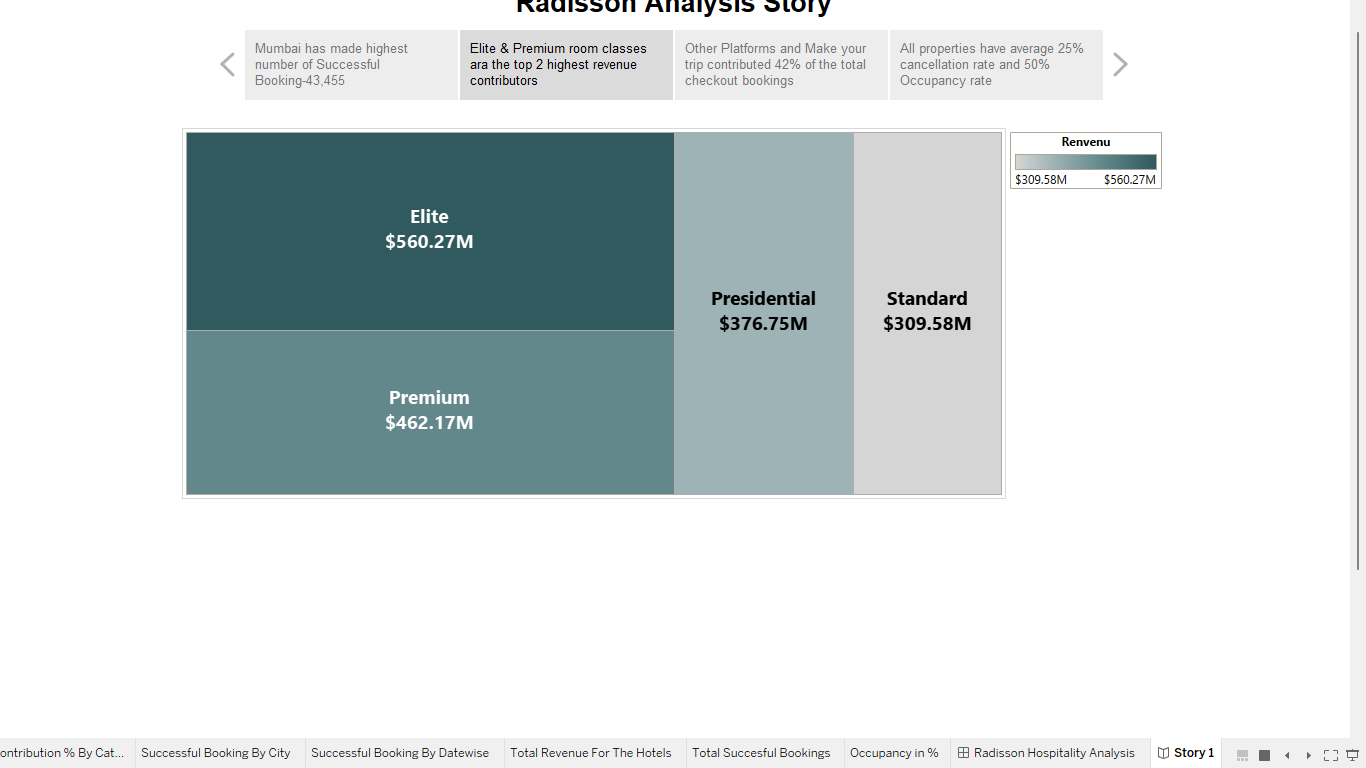 Radisson Analysis Story
Mumbai has made highest
number of Successful
Booking-43,455
Elite & Premium room classes
ara the top 2 highest revenue
contributors
Other Platforms and Make your
trip contributed 42% of the total
checkout bookings
All properties have average 25%
cancellation rate and 50%
Occupancy rate
Elite
$560.27M
Premium
$462.17M
Presidential
$376.75M
Standard
$309.58M
Renvenu
$309.58M $560.27M
ontribution % By Cat... Successful Booking By City Successful Booking By Datewise Total Revenue For The Hotels Total Succesful Bookings Occupancy in % Radisson Hospitality Analysis Story 1